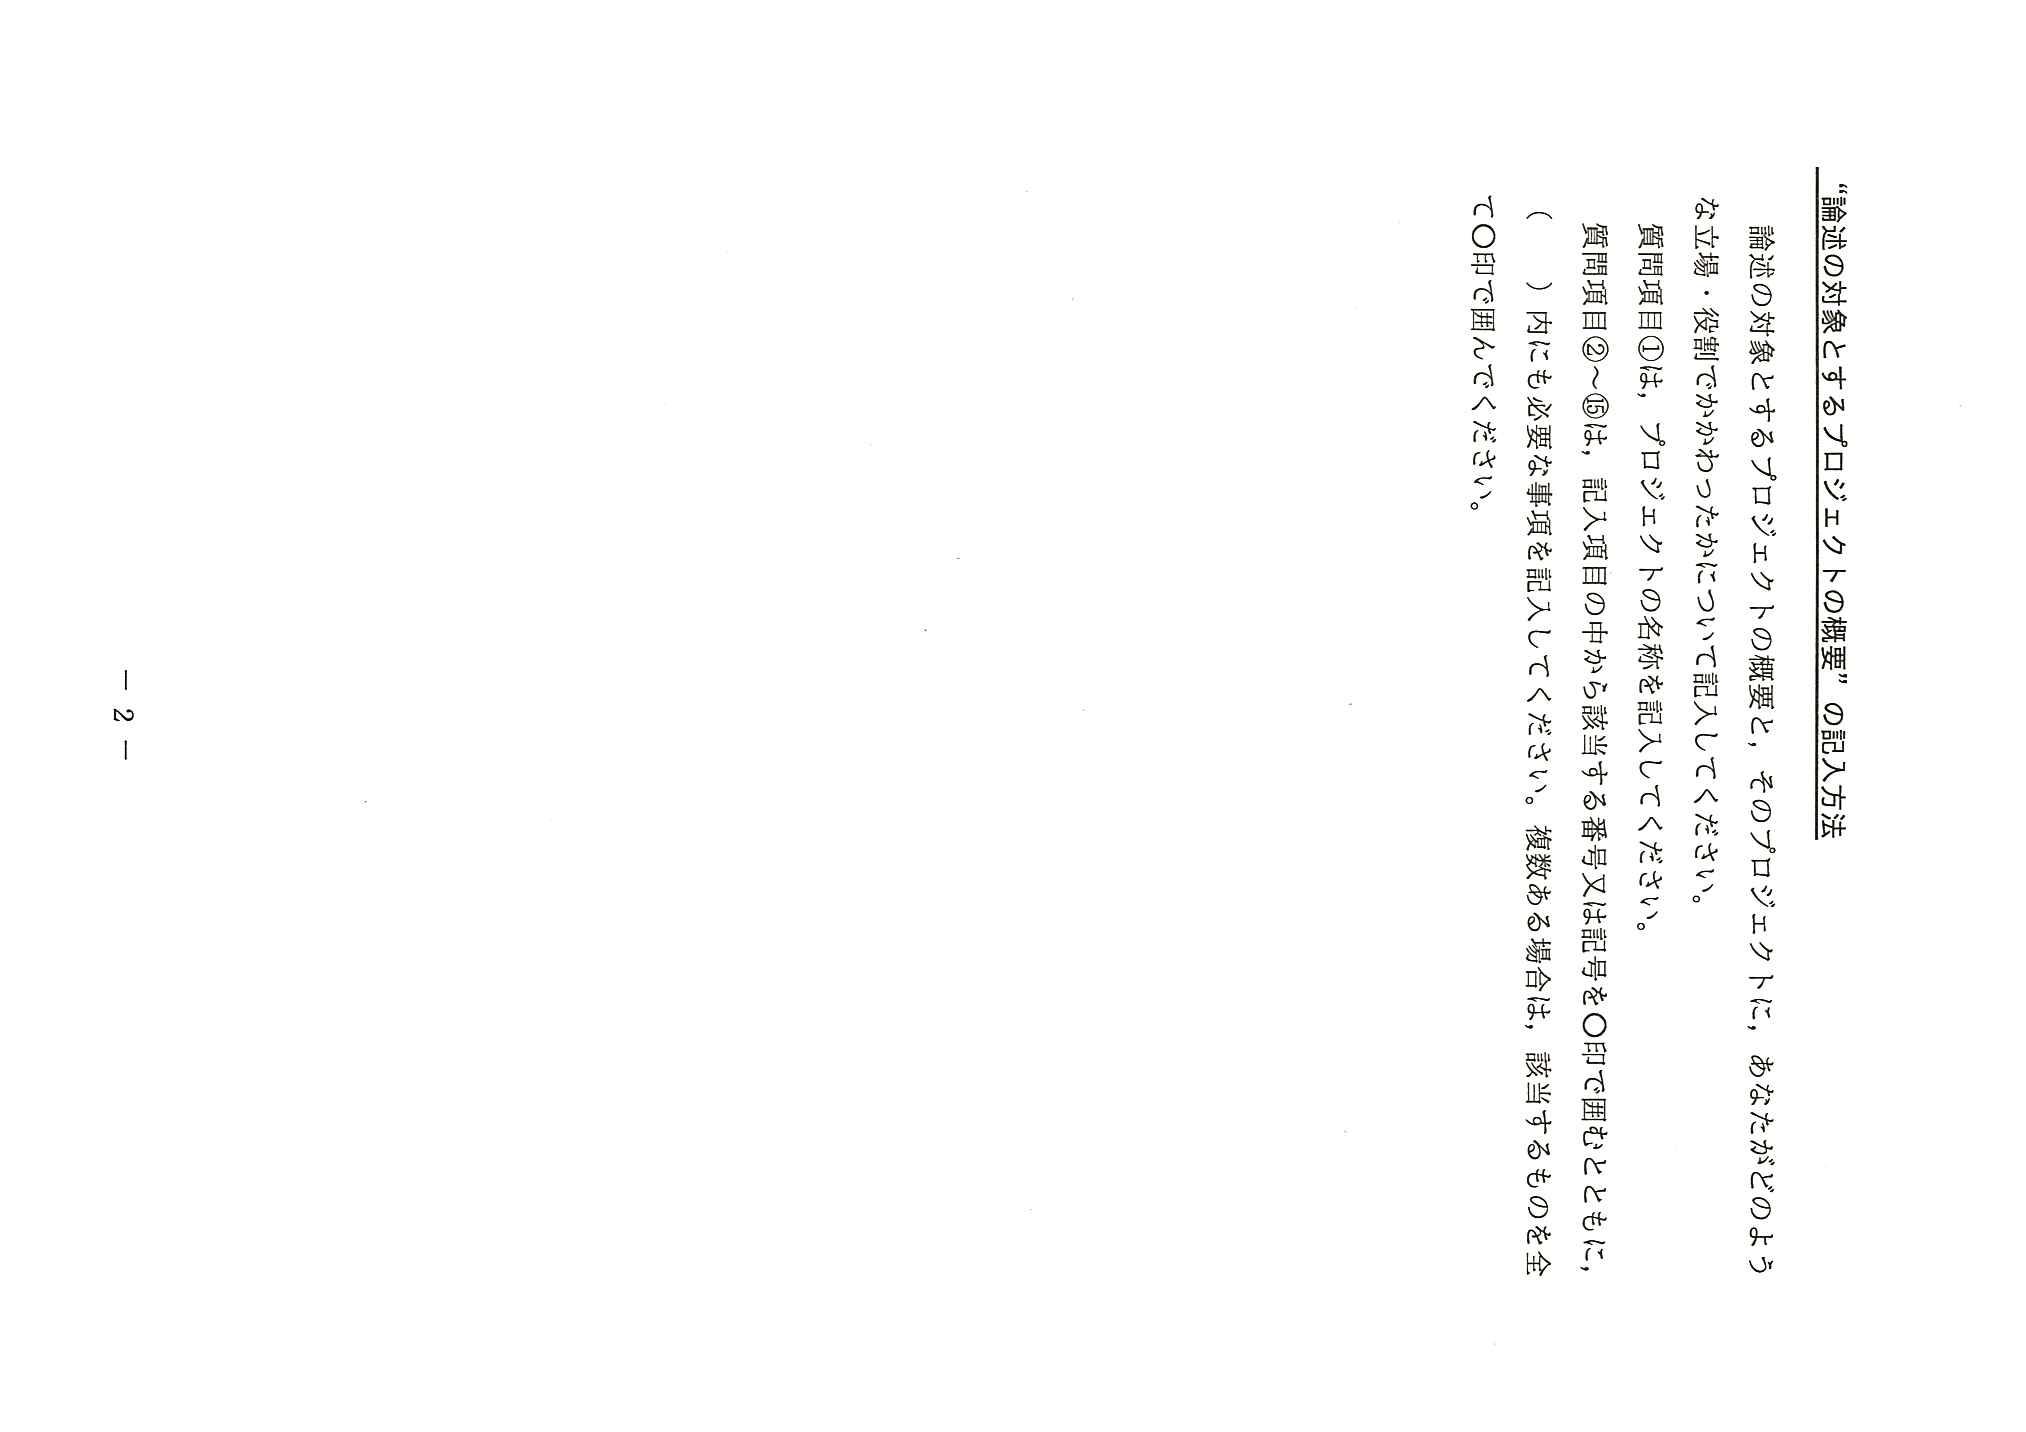 “論述の対象とするプロジェクトの概要”の記入方法
論述の対象とするプロジェクトの概要と，そのプロジェクトに，あなたがどのよう
な立場・役割でかかわったかについて記入してください。
質問項目①は，プロジェクトの名称を記入してください。
質問項目②～⑮は，記入項目の中から該当する番号又は記号を○印で囲むとともに，
（　　）内にも必要な事項を記入してください。複数ある場合は，該当するものを全
て○印で囲んでください。
— 2 —